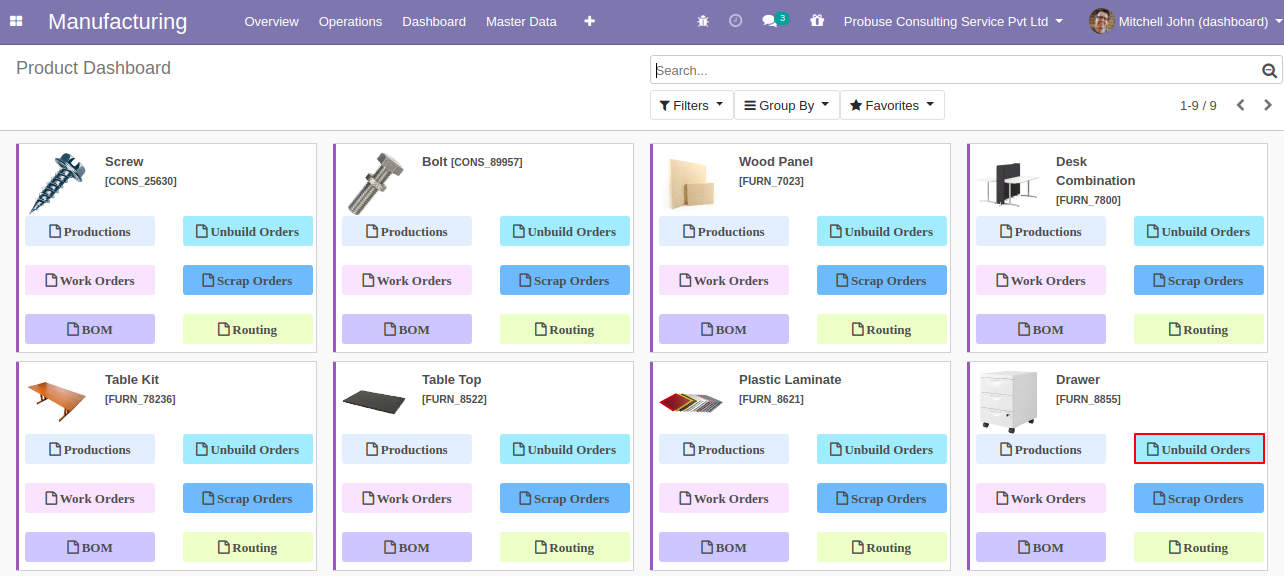 Manufacturing Overview Operations Dashboard Master Data 3 Probuse Consulting Service Pvt Ltd Mitchell John (dashboard)
Product Dashboard
Search...
Filters Group By Favorites 1-9 / 9
Screw
[CONS_25630]
Productions Unbuild Orders
Work Orders Scrap Orders
BOM Routing
Bolt [CONS_89957]
Productions Unbuild Orders
Work Orders Scrap Orders
BOM Routing
Wood Panel
[FURN_7023]
Productions Unbuild Orders
Work Orders Scrap Orders
BOM Routing
Desk
Combination
[FURN_7800]
Productions Unbuild Orders
Work Orders Scrap Orders
BOM Routing
Table Kit
[FURN_78236]
Productions Unbuild Orders
Work Orders Scrap Orders
BOM Routing
Table Top
[FURN_8522]
Productions Unbuild Orders
Work Orders Scrap Orders
BOM Routing
Plastic Laminate
[FURN_8621]
Productions Unbuild Orders
Work Orders Scrap Orders
BOM Routing
Drawer
[FURN_8855]
Productions Unbuild Orders
Work Orders Scrap Orders
BOM Routing